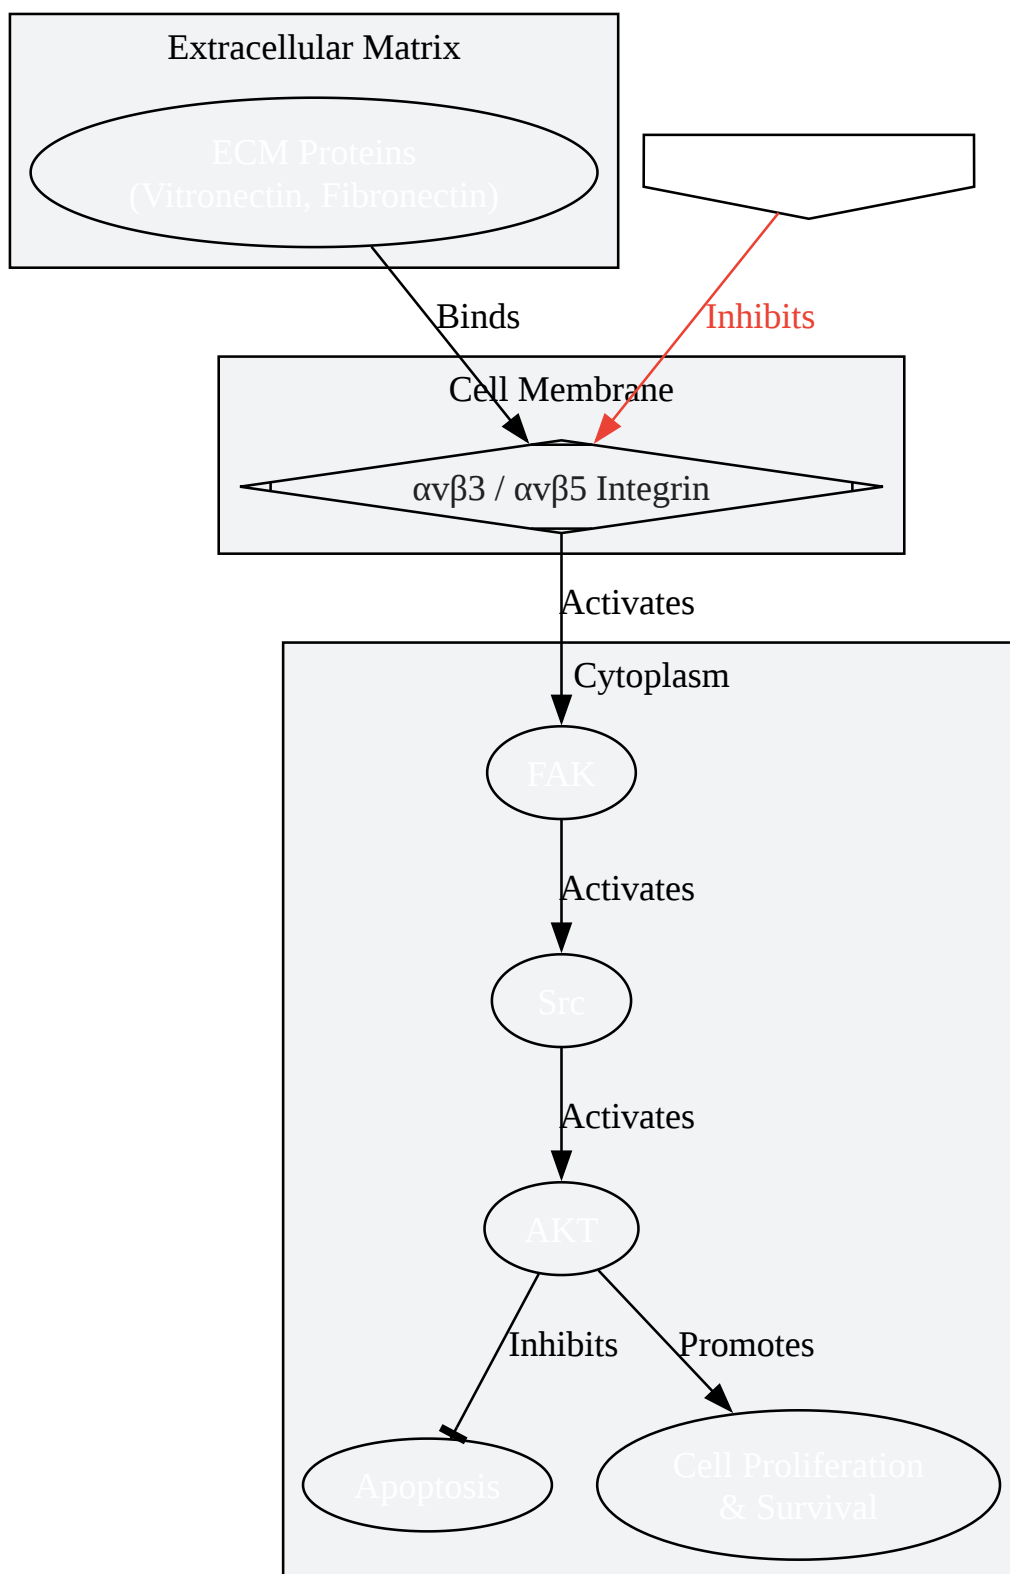 Extracellular Matrix
ECM Proteins
(Vitronectin, Fibronectin)
Binds
Inhibits
Cell Membrane
αvβ3 / αvβ5 Integrin
Activates
Cytoplasm
FAK
Activates
Src
Activates
AKT
Inhibits
Promotes
Apoptosis
Cell Proliferation
& Survival